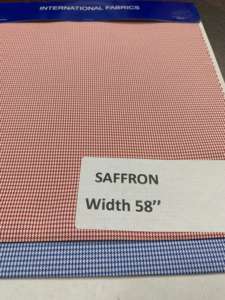 INTERNATIONAL FABRICS
SAFFRON
Width 58”